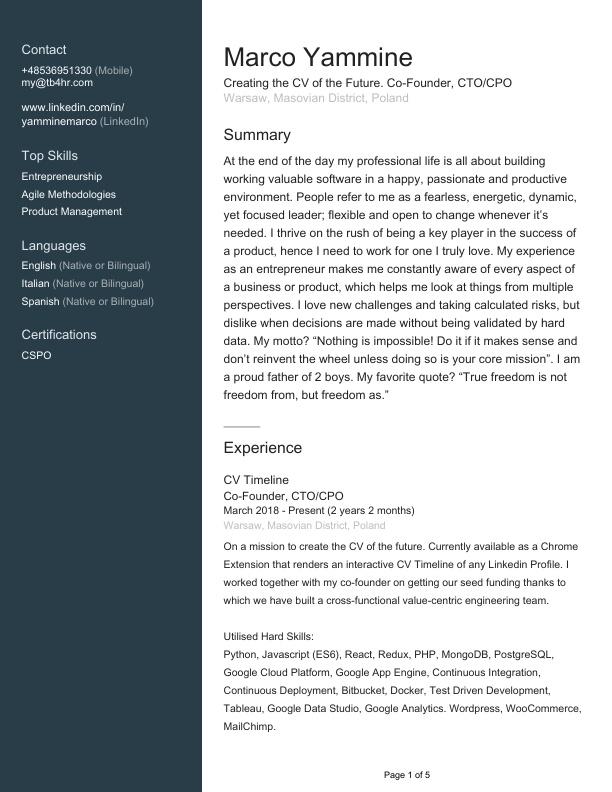 Contact
+48536951330 (Mobile)
my@tb4hr.com
www.linkedin.com/in/
yamminemarco (LinkedIn)
Top Skills
Entrepreneurship
Agile Methodologies
Product Management
Languages
English (Native or Bilingual)
Italian (Native or Bilingual)
Spanish (Native or Bilingual)
Certifications
CSPO
Marco Yammine
Creating the CV of the Future. Co-Founder, CTO/CPO
Warsaw, Masovian District, Poland
Summary
At the end of the day my professional life is all about building
working valuable software in a happy, passionate and productive
environment. People refer to me as a fearless, energetic, dynamic,
yet focused leader; flexible and open to change whenever it’s
needed. I thrive on the rush of being a key player in the success of
a product, hence I need to work for one I truly love. My experience
as an entrepreneur makes me constantly aware of every aspect of
a business or product, which helps me look at things from multiple
perspectives. I love new challenges and taking calculated risks, but
dislike when decisions are made without being validated by hard
data. My motto? “Nothing is impossible! Do it if it makes sense and
don’t reinvent the wheel unless doing so is your core mission”. I am
a proud father of 2 boys. My favorite quote? “True freedom is not
freedom from, but freedom as.”
Experience
CV Timeline
Co-Founder, CTO/CPO
March 2018 - Present (2 years 2 months)
Warsaw, Masovian District, Poland
On a mission to create the CV of the future. Currently available as a Chrome
Extension that renders an interactive CV Timeline of any Linkedin Profile. I
worked together with my co-founder on getting our seed funding thanks to
which we have built a cross-functional value-centric engineering team.
Utilised Hard Skills:
Python, Javascript (ES6), React, Redux, PHP, MongoDB, PostgreSQL,
Google Cloud Platform, Google App Engine, Continuous Integration,
Continuous Deployment, Bitbucket, Docker, Test Driven Development,
Tableau, Google Data Studio, Google Analytics. Wordpress, WooCommerce,
MailChimp.
Page 1 of 5